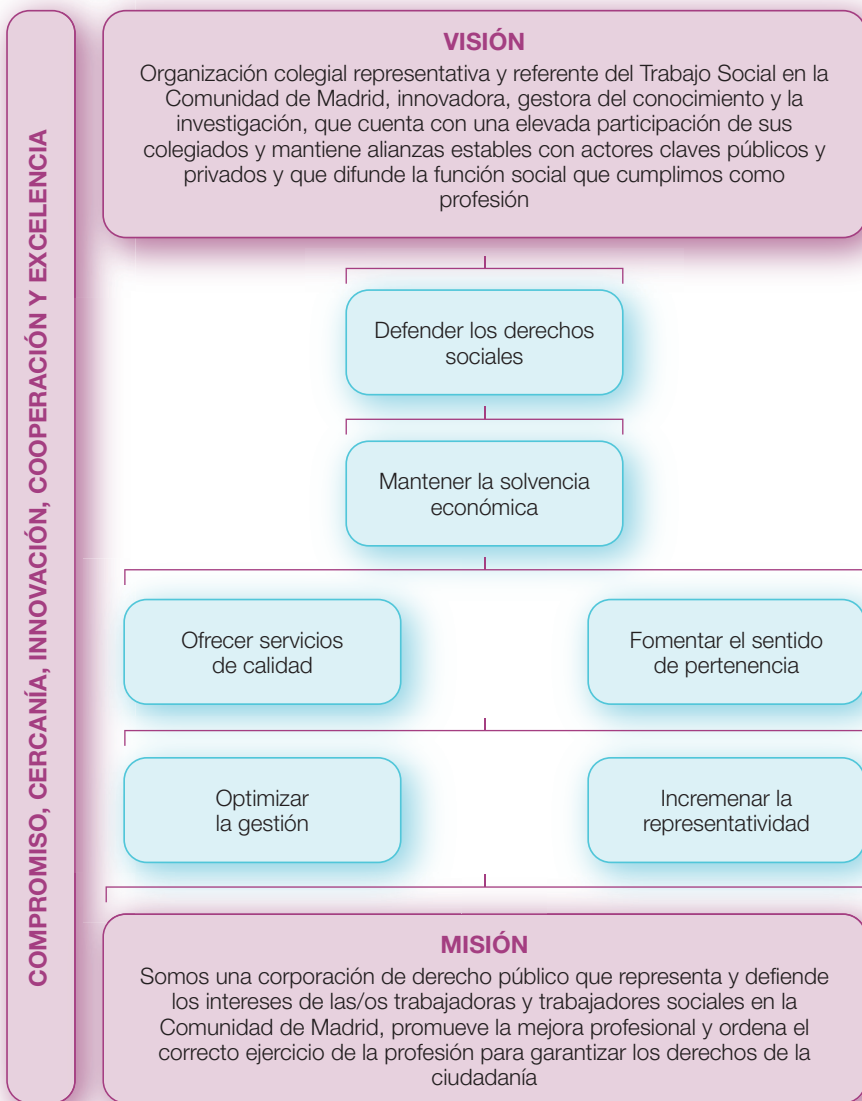 COMPROMISO, CERCANÍA, INNOVACIÓN, COOPERACIÓN Y EXCELENCIA
VISIÓN
Organización colegial representativa y referente del Trabajo Social en la
Comunidad de Madrid, innovadora, gestora del conocimiento y la
investigación, que cuenta con una elevada participación de sus
colegiados y mantiene alianzas estables con actores claves públicos y
privados y que difunde la función social que cumplimos como
profesión
Defender los derechos
sociales
Mantener la solvencia
económica
Ofrecer servicios
de calidad
Fomentar el sentido
de pertenencia
Optimizar
la gestión
Incremenar la
representatividad
MISIÓN
Somos una corporación de derecho público que representa y defiende
los intereses de las/os trabajadoras y trabajadores sociales en la
Comunidad de Madrid, promueve la mejora profesional y ordena el
correcto ejercicio de la profesión para garantizar los derechos de la
ciudadanía